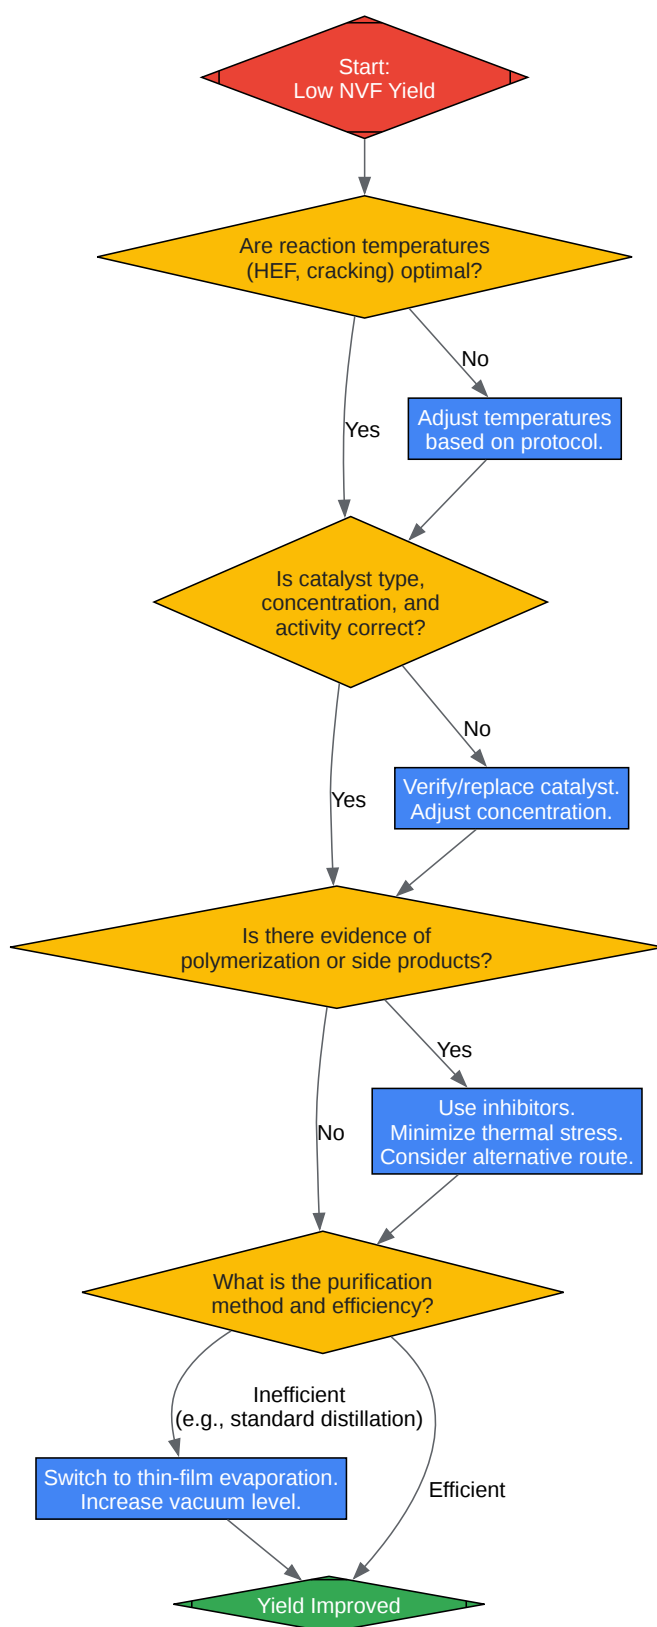 Start:
Low NVF Yield
Are reaction temperatures
(HEF, cracking) optimal?
No
Adjust temperatures
based on protocol.
Yes
Is catalyst type,
concentration, and
activity correct?
No
Verify/replace catalyst.
Adjust concentration.
Yes
Is there evidence of
polymerization or side products?
Yes
Use inhibitors.
Minimize thermal stress.
Consider alternative route.
No
What is the purification
method and efficiency?
Inefficient
(e.g., standard distillation)
Switch to thin-film evaporation.
Increase vacuum level.
Efficient
Yield Improved